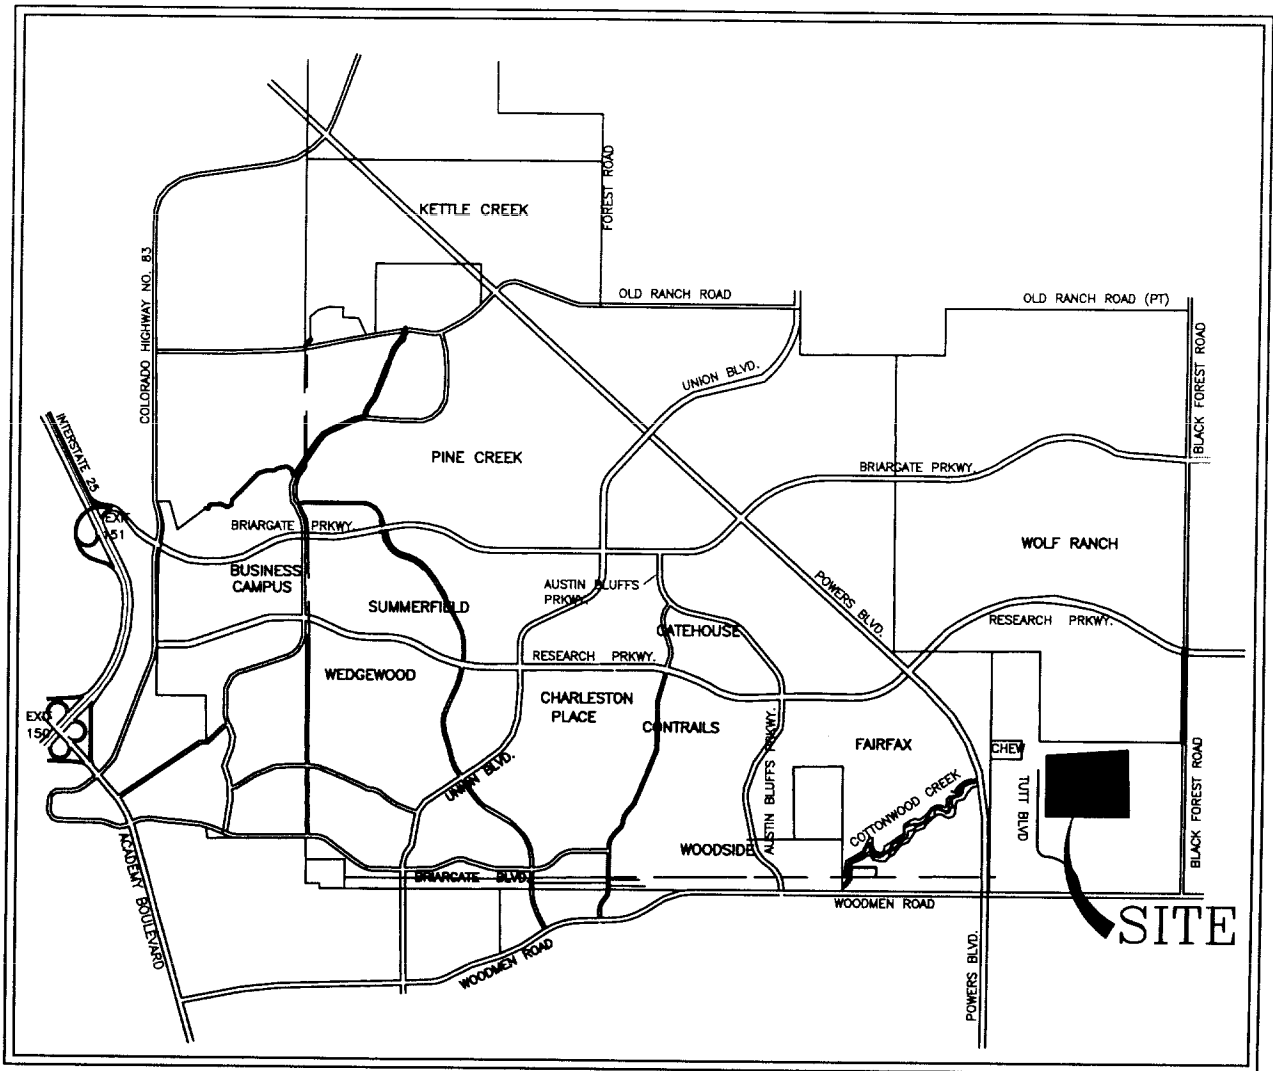 KETTLE CREEK
FOREST ROAD
COLORADO HIGHWAY NO. 83
OLD RANCH ROAD
OLD RANCH ROAD (PT)
UNION BLVD.
BLACK FOREST ROAD
INTERSTATE 25
PINE CREEK
BRIARGATE PRKWY.
EXIT
151
BRIARGATE PRKWY.
WOLF RANCH
BUSINESS
CAMPUS
AUSTIN BLUFFS
PRKWY.
POWERS BLVD.
SUMMERFIELD
GATEHOUSE
RESEARCH PRKWY.
RESEARCH PRKWY.
WEDGEWOOD
CHARLESTON
PLACE
CONTRAILS
EXIT
150
FAIRFAX
CHEW
UNION BLVD.
AUSTIN BLUFFS PRKWY.
COTTONWOOD CREEK
TUTT BLVD
BLACK FOREST ROAD
ACADEMY BOULEVARD
WOODSIDE
BRIARGATE BLVD.
WOODMEN ROAD
SITE
WOODMEN ROAD
POWERS BLVD.